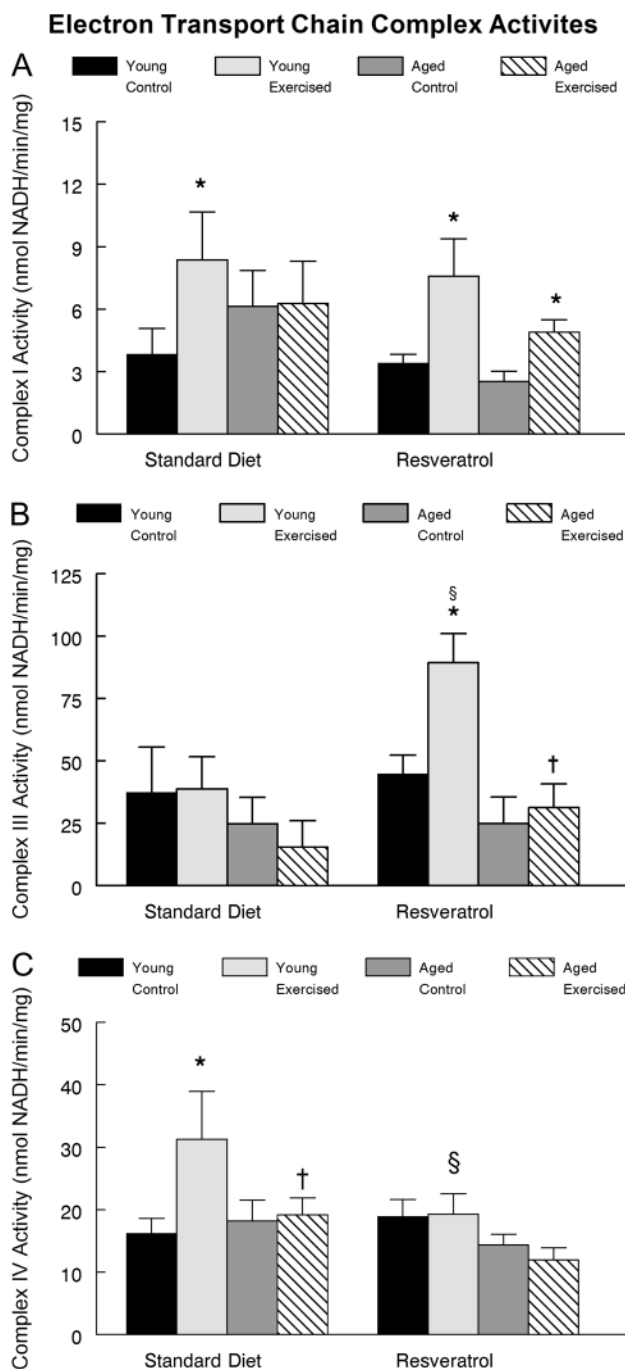 Electron Transport Chain Complex Activites
A
Young Control
Young Exercised
Aged Control
Aged Exercised
Complex I Activity (nmol NADH/min/mg)
15
12
9
6
3
0
*
*
*
Standard Diet
Resveratrol
B
Young Control
Young Exercised
Aged Control
Aged Exercised
Complex III Activity (nmol NADH/min/mg)
125
100
75
50
25
0
§
*
†
Standard Diet
Resveratrol
C
Young Control
Young Exercised
Aged Control
Aged Exercised
Complex IV Activity (nmol NADH/min/mg)
50
40
30
20
10
0
*
†
§
Standard Diet
Resveratrol